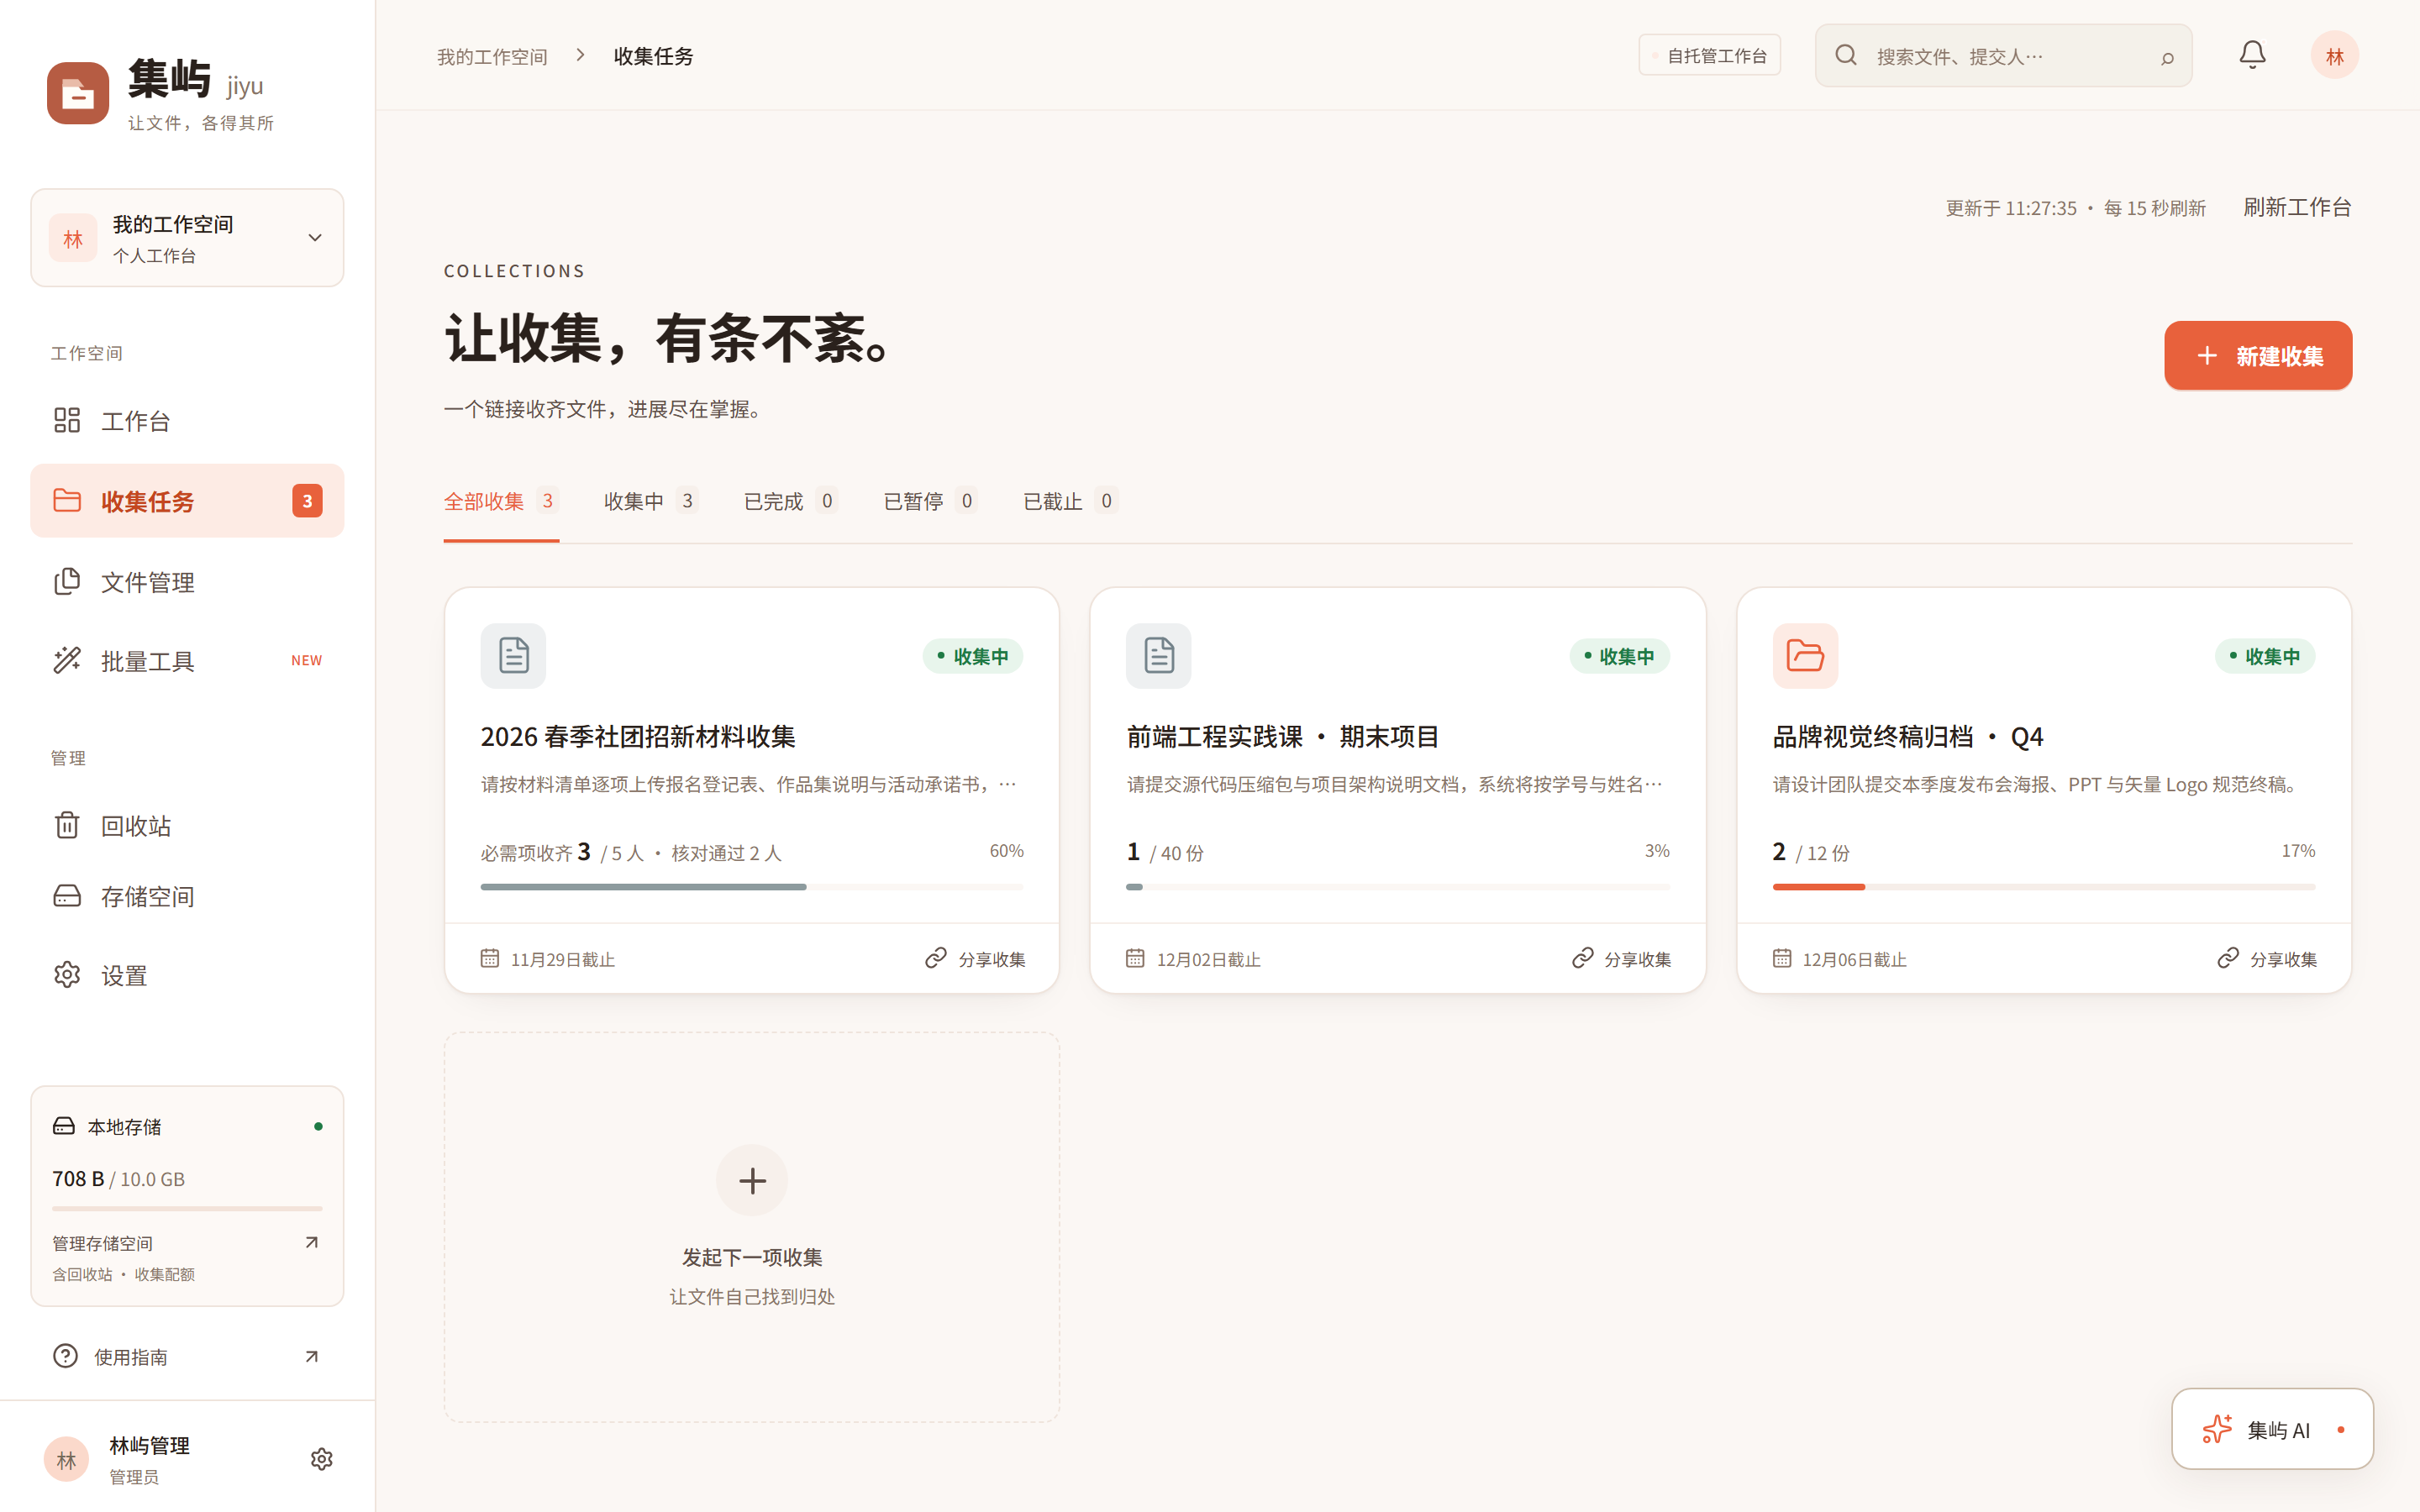 集屿 jiyu
让文件，各得其所
林
我的工作空间
个人工作台
工作空间
工作台
收集任务 3
文件管理
批量工具 NEW
管理
回收站
存储空间
设置
本地存储
708 B / 10.0 GB
管理存储空间
含回收站 · 收集配额
使用指南
林
林屿管理
管理员
我的工作空间 > 收集任务
自托管工作台
搜索文件、提交人… ⌕
林
更新于 11:27:35 · 每 15 秒刷新 刷新工作台
COLLECTIONS
让收集，有条不紊。
一个链接收齐文件，进展尽在掌握。
新建收集
全部收集 3 收集中 3 已完成 0 已暂停 0 已截止 0
收集中
2026 春季社团招新材料收集
请按材料清单逐项上传报名登记表、作品集说明与活动承诺书，…
必需项收齐 3 / 5 人 · 核对通过 2 人 60%
11月29日截止 分享收集
收集中
前端工程实践课 · 期末项目
请提交源代码压缩包与项目架构说明文档，系统将按学号与姓名…
1 / 40 份 3%
12月02日截止 分享收集
收集中
品牌视觉终稿归档 · Q4
请设计团队提交本季度发布会海报、PPT 与矢量 Logo 规范终稿。
2 / 12 份 17%
12月06日截止 分享收集
发起下一项收集
让文件自己找到归处
集屿 AI